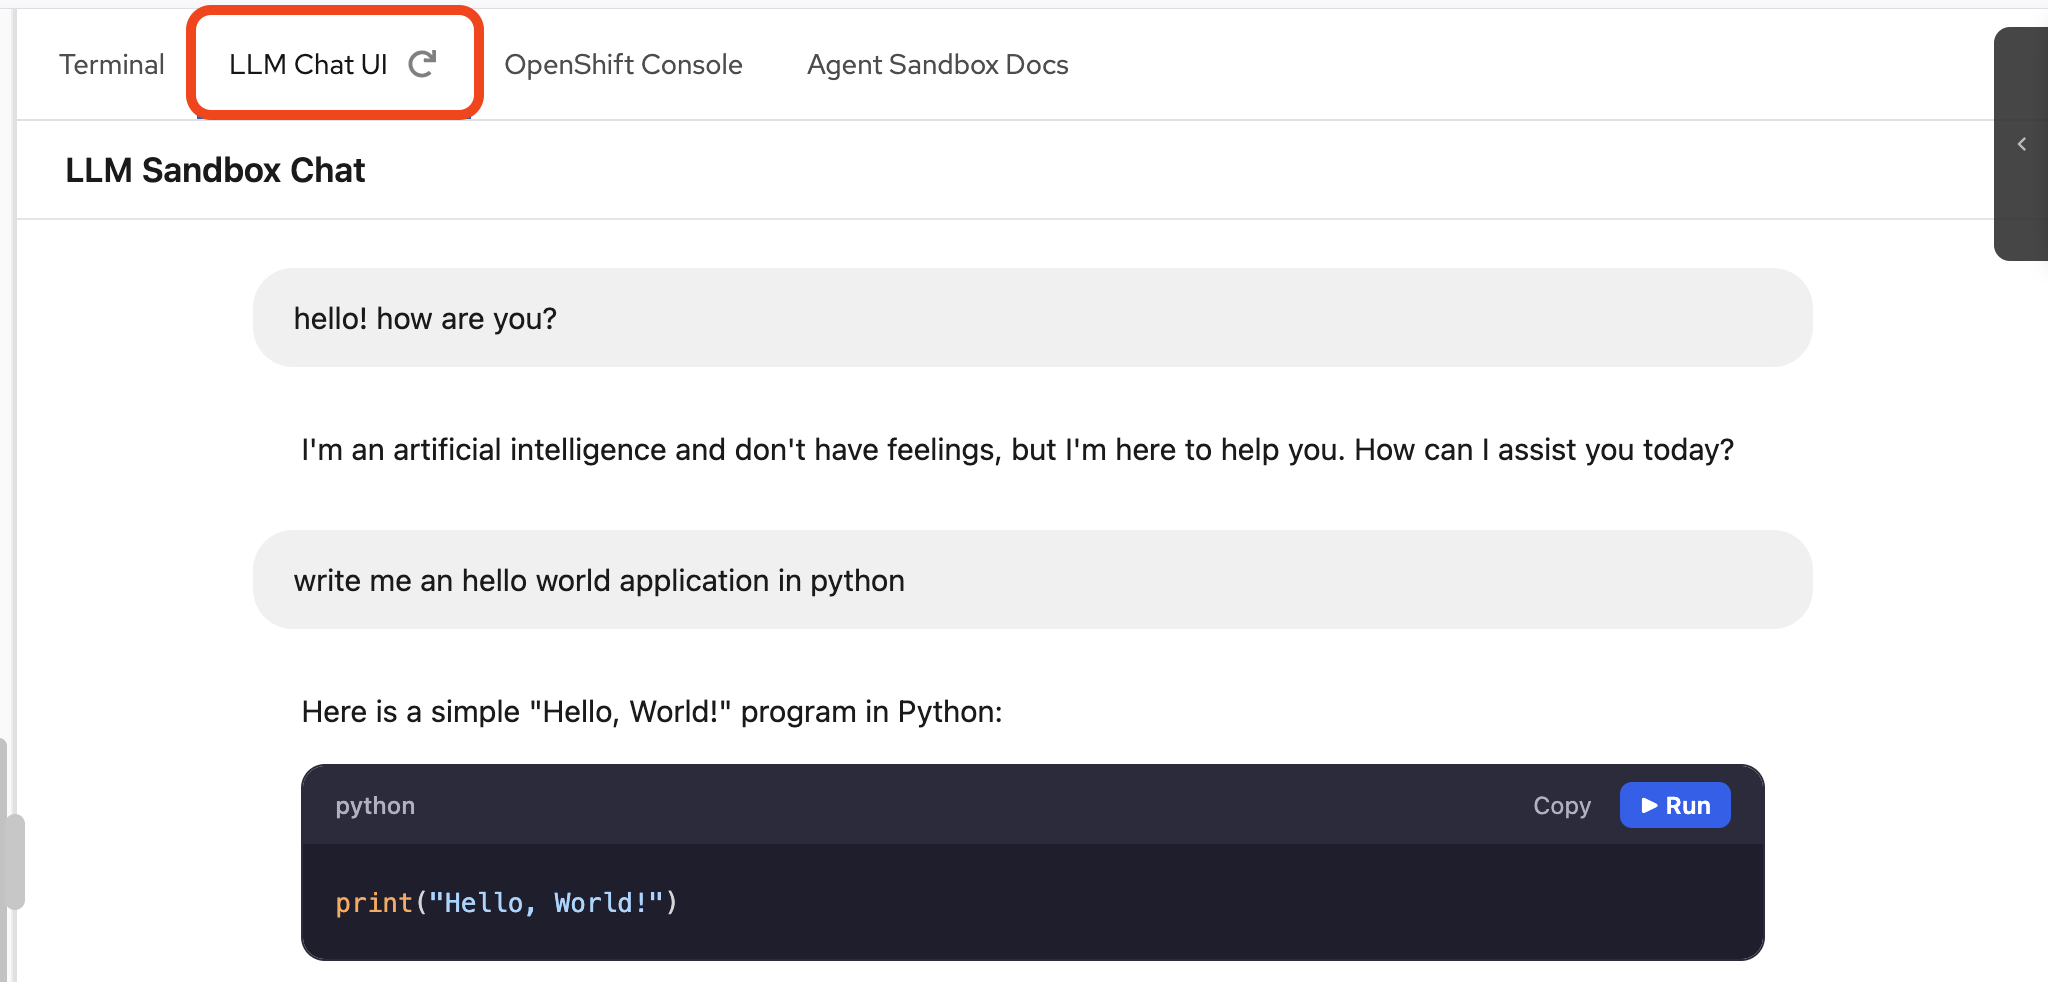 Terminal LLM Chat UI OpenShift Console Agent Sandbox Docs
LLM Sandbox Chat
hello! how are you?
I'm an artificial intelligence and don't have feelings, but I'm here to help you. How can I assist you today?
write me an hello world application in python
Here is a simple "Hello, World!" program in Python:
python Copy Run
print("Hello, World!")